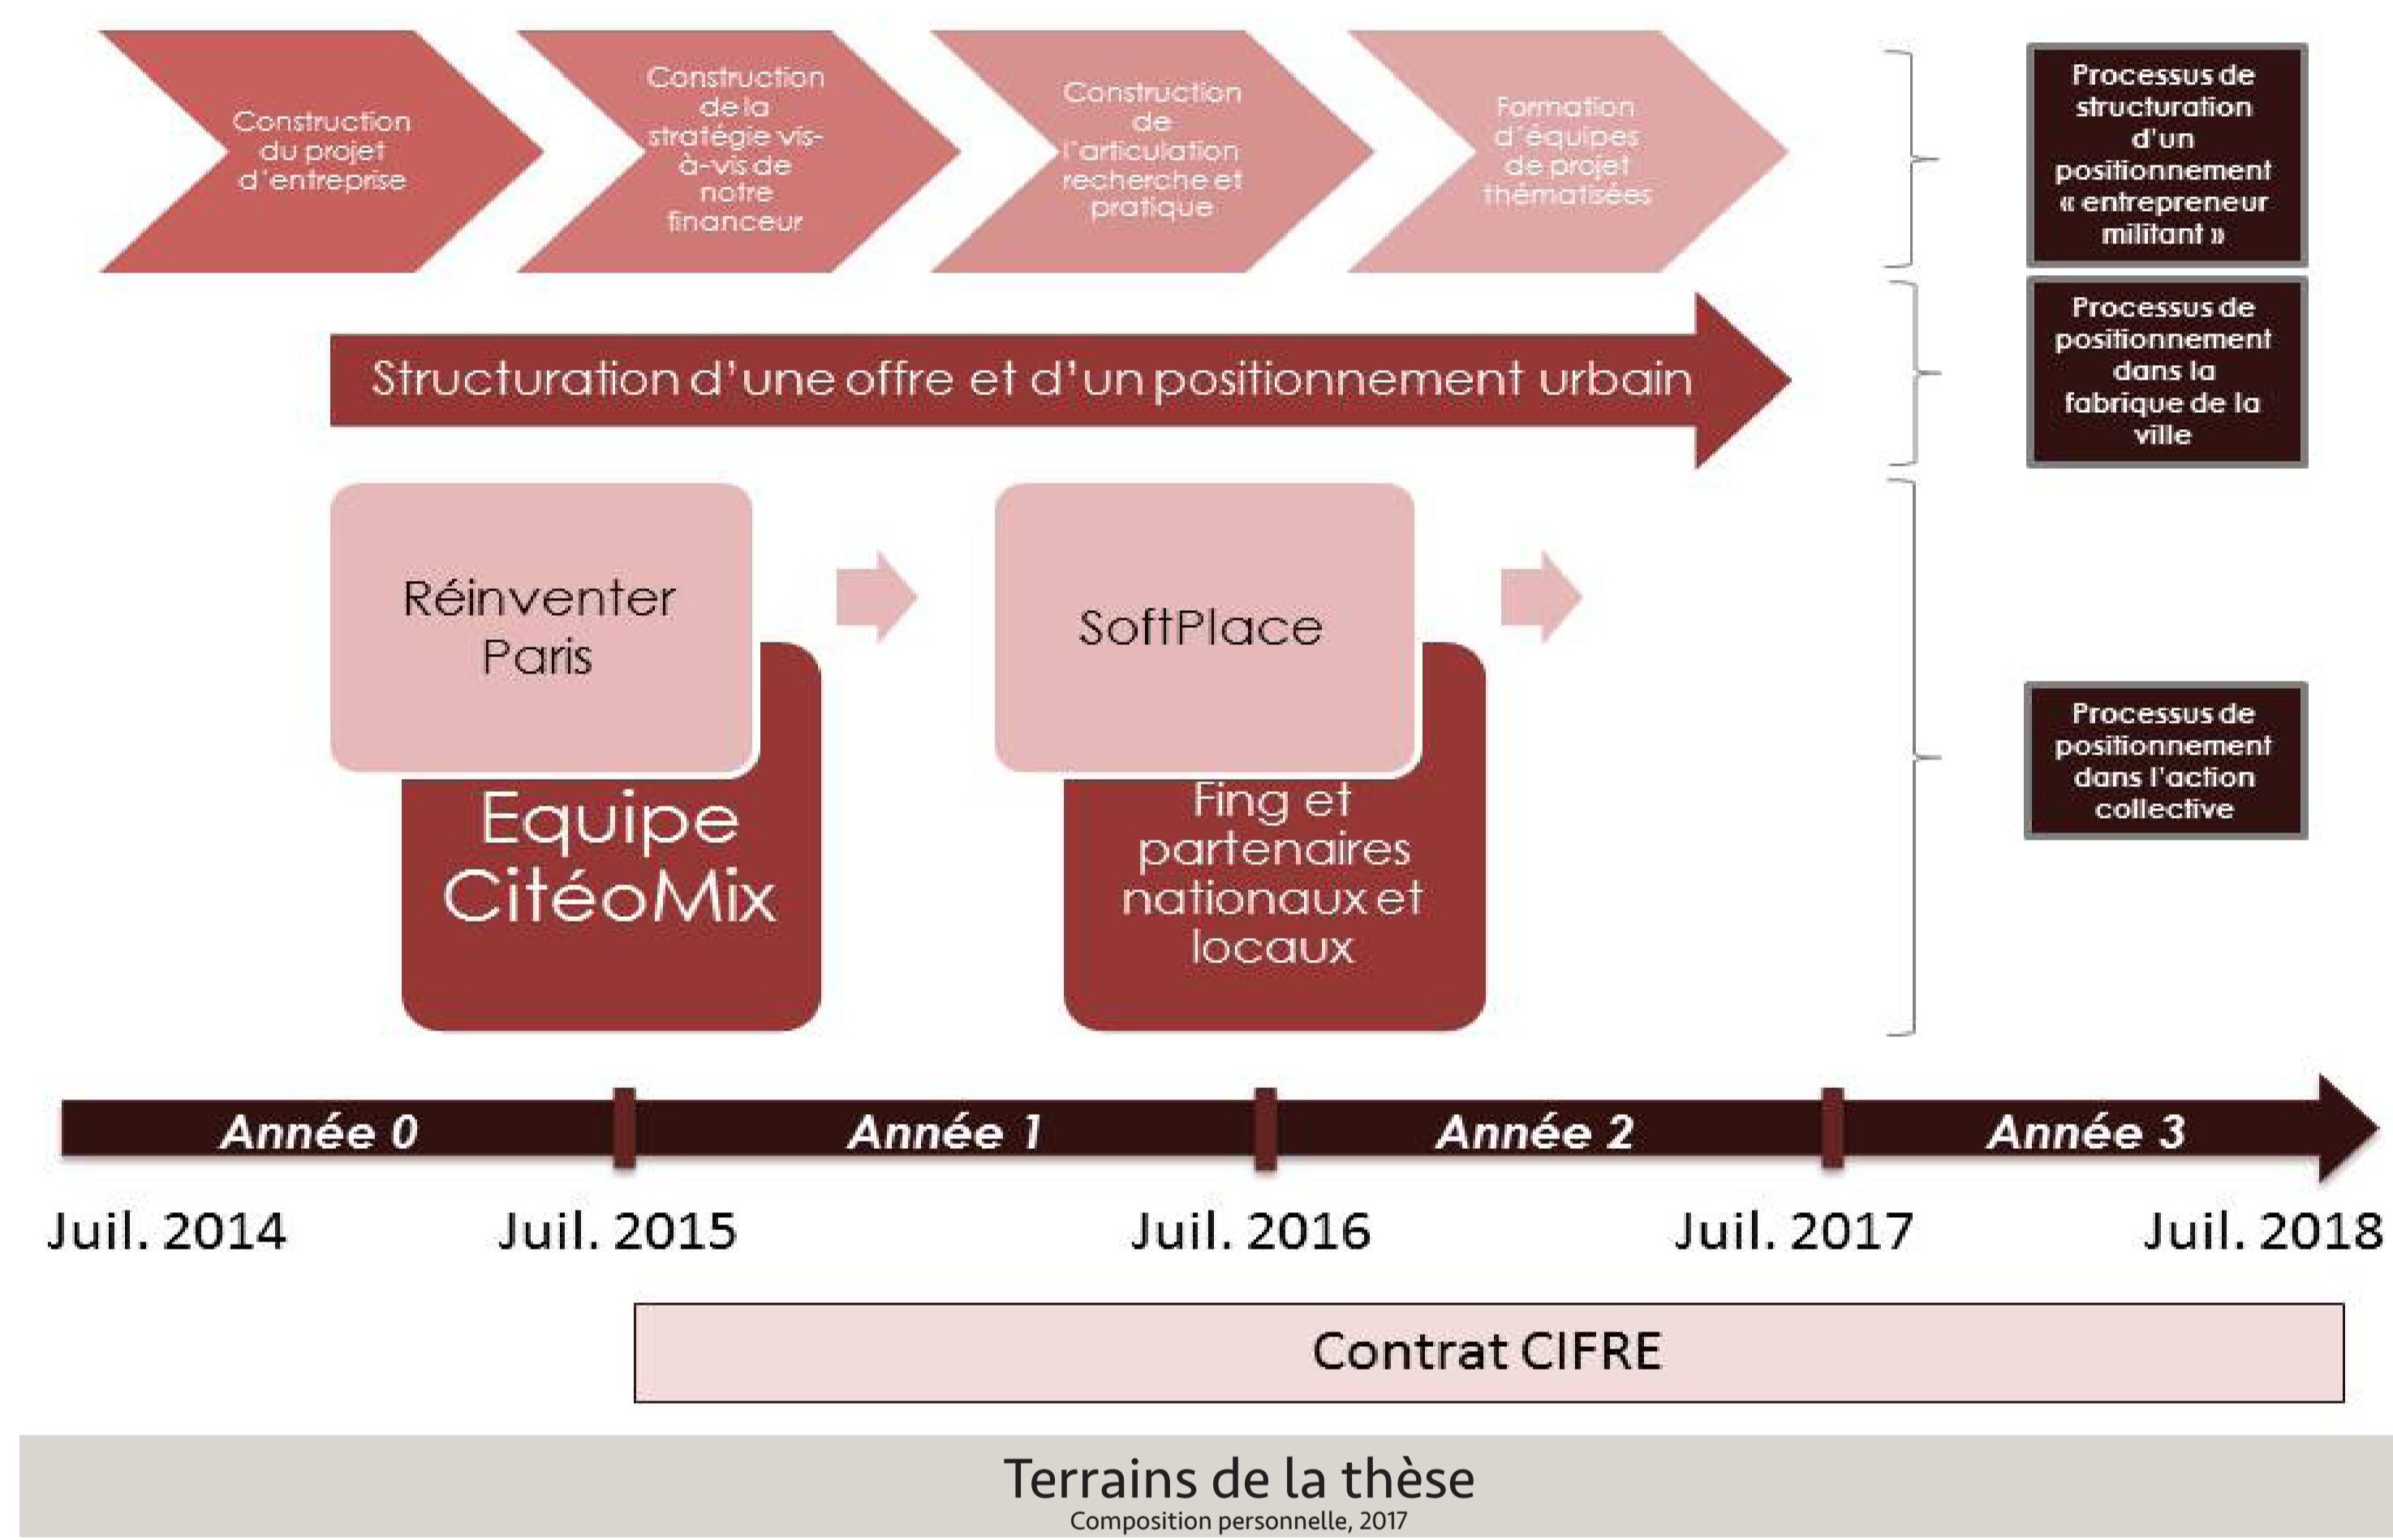 Construction
du projet
d'entreprise
Construction
de la
stratégie vis-
à-vis de
notre
financeur
Construction
de
l'articulation
recherche et
pratique
Formation
d'équipes
de projet
thématisées
Processus de
structuration
d'un
positionnement
« entrepreneur
militant »
Structuration d'une offre et d'un positionnement urbain
Processus de
positionnement
dans la
fabrique de la
ville
Réinventer
Paris
Equipe
CitéoMix
SoftPlace
Fing et
partenaires
nationaux et
locaux
Processus de
positionnement
dans l'action
collective
Année 0
Année 1
Année 2
Année 3
Juil. 2014
Juil. 2015
Juil. 2016
Juil. 2017
Juil. 2018
Contrat CIFRE
Terrains de la thèse
Composition personnelle, 2017